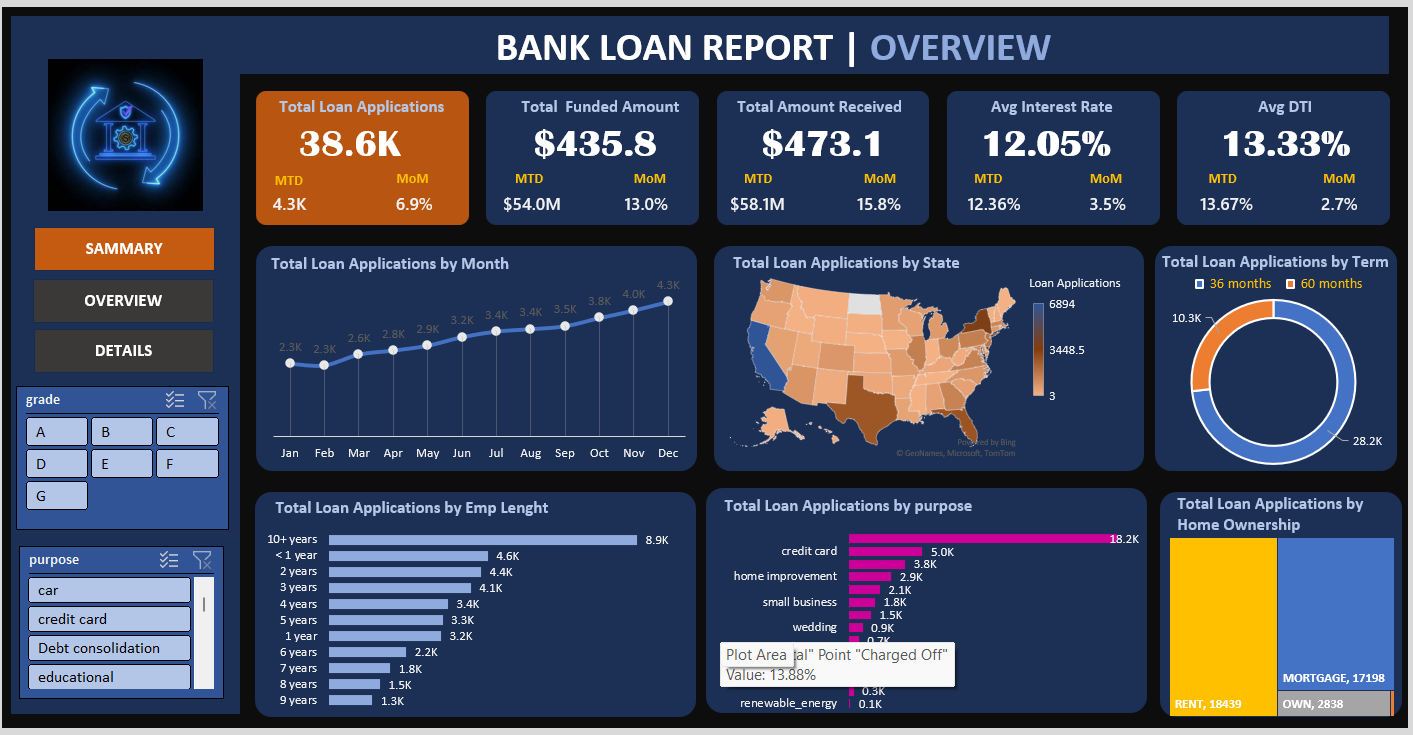 BANK LOAN REPORT | OVERVIEW
Total Loan Applications
38.6K
MTD MoM
4.3K 6.9%
Total Funded Amount
$435.8
MTD MoM
$54.0M 13.0%
Total Amount Received
$473.1
MTD MoM
$58.1M 15.8%
Avg Interest Rate
12.05%
MTD MoM
12.36% 3.5%
Avg DTI
13.33%
MTD MoM
13.67% 2.7%
SAMMARY
OVERVIEW
DETAILS
grade
A B C
D E F
G
purpose
car
credit card
Debt consolidation
educational
Total Loan Applications by Month
2.3K 2.3K 2.6K 2.8K 2.9K 3.2K 3.4K 3.4K 3.5K 3.8K 4.0K 4.3K
Jan Feb Mar Apr May Jun Jul Aug Sep Oct Nov Dec
Total Loan Applications by State
Loan Applications
6894
3448.5
3
Powered by Bing
© GeoNames, Microsoft, TomTom
Total Loan Applications by Term
36 months 60 months
10.3K
28.2K
Total Loan Applications by Emp Lenght
10+ years 8.9K
< 1 year 4.6K
2 years 4.4K
3 years 4.1K
4 years 3.4K
5 years 3.3K
1 year 3.2K
6 years 2.2K
7 years 1.8K
8 years 1.5K
9 years 1.3K
Total Loan Applications by purpose
18.2K
credit card 5.0K
3.8K
home improvement 2.9K
2.1K
small business 1.8K
1.5K
wedding 0.9K
0.7K
Plot Area al" Point "Charged Off"
Value: 13.88%
0.3K
renewable_energy 0.1K
Total Loan Applications by
Home Ownership
MORTGAGE, 17198
RENT, 18439
OWN, 2838